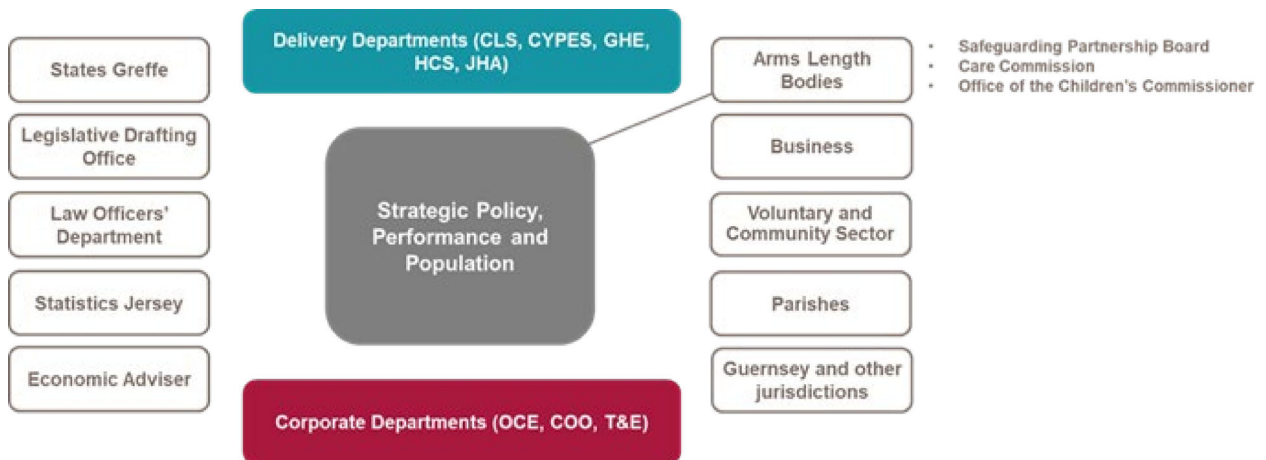 Delivery Departments (CLS, CYPES, GHE,
HCS, JHA)
States Greffe
Legislative Drafting
Office
Law Officers'
Department
Statistics Jersey
Economic Adviser
Strategic Policy,
Performance and
Population
Corporate Departments (OCE, COO, T&E)
Arms Length
Bodies
• Safeguarding Partnership Board
• Care Commission
• Office of the Children's Commissioner
Business
Voluntary and
Community Sector
Parishes
Guernsey and other
jurisdictions